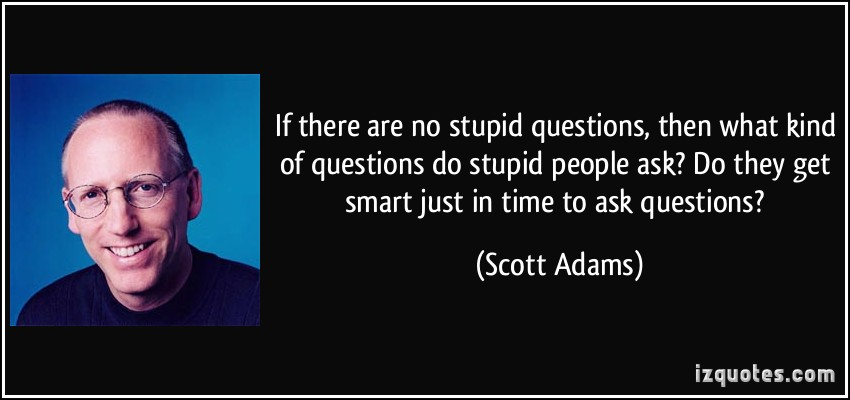 If there are no stupid questions, then what kind
of questions do stupid people ask? Do they get
smart just in time to ask questions?
(Scott Adams)
izquotes.com